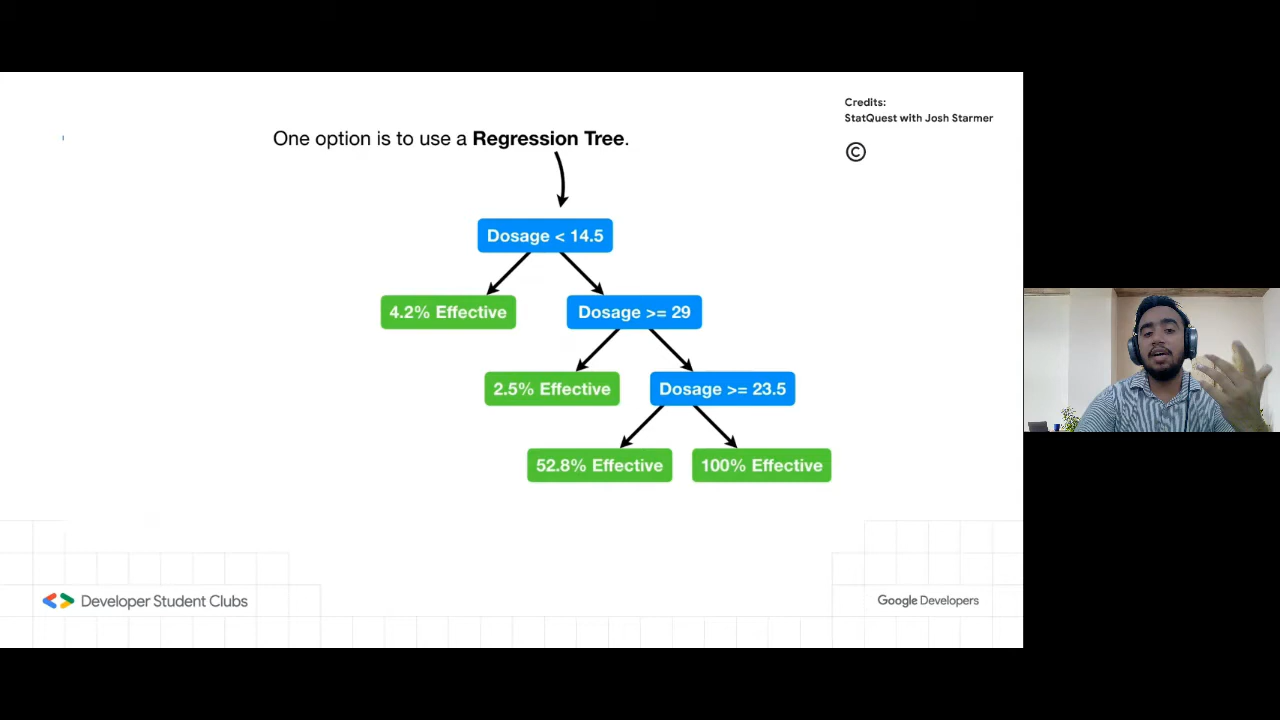 Credits:
StatQuest with Josh Starmer
©
One option is to use a Regression Tree.
Dosage < 14.5
4.2% Effective
Dosage >= 29
2.5% Effective
Dosage >= 23.5
52.8% Effective
100% Effective
Developer Student Clubs
Google Developers